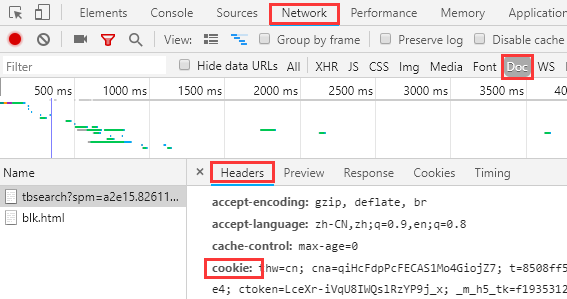 Elements Console Sources Network Performance Memory Applica
View: Group by frame Preserve log Disable cache
Filter Hide data URLs All XHR JS CSS Img Media Font Doc WS
500 ms 1000 ms 1500 ms 2000 ms 2500 ms 3000 ms 3500 ms 40
Name × Headers Preview Response Cookies Timing
tbsearch?spm=a2e15.82611...
blk.html
accept-encoding: gzip, deflate, br
accept-language: zh-CN,zh;q=0.9,en;q=0.8
cache-control: max-age=0
cookie: thw=cn; cna=qiHcFdpPcFECAS1Mo4GiojZ7; t=8508ff5
e4; ctoken=LceXr-iVqU8IWQslRzYP9j_x; _m_h5_tk=f1935312